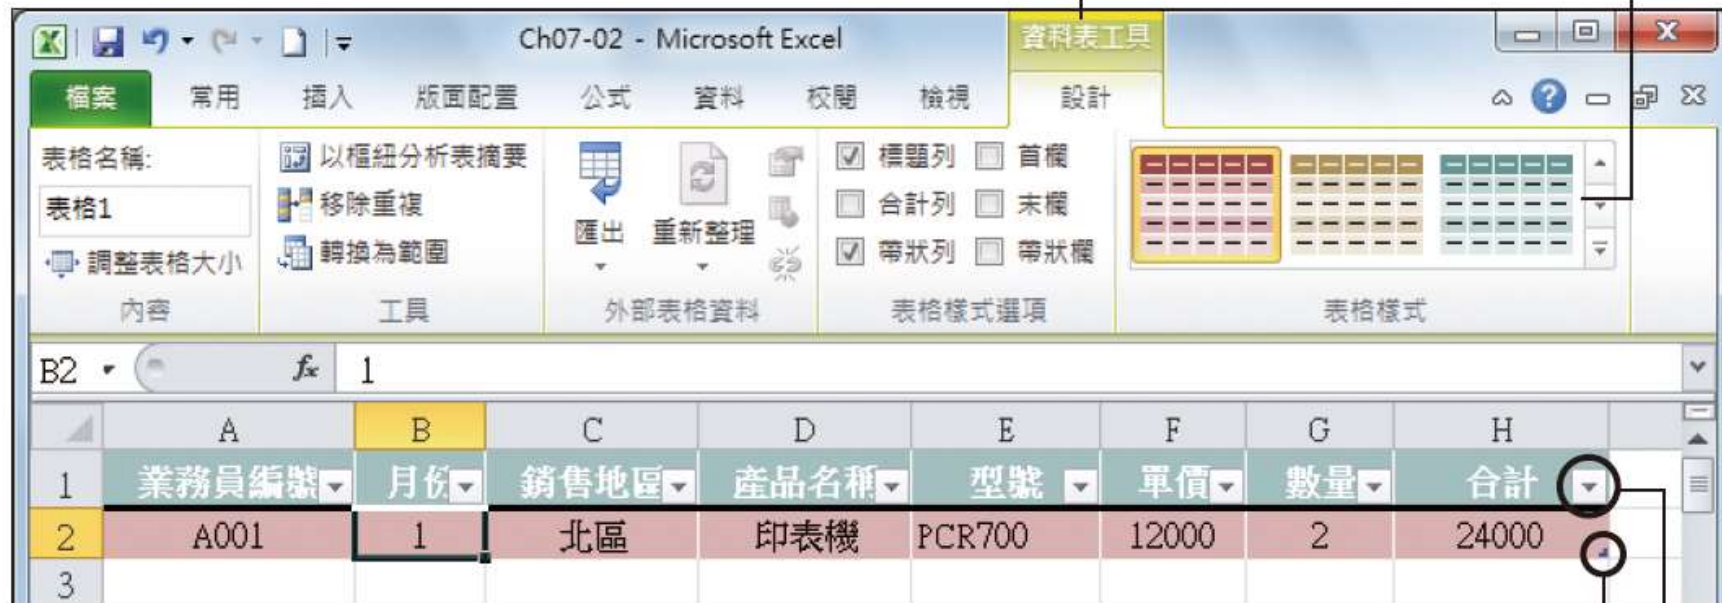 Ch07-02 - Microsoft Excel 資料表工具
檔案 常用 插入 版面配置 公式 資料 校閱 檢視 設計
表格名稱: 以樞紐分析表摘要 標題列 首欄
表格1 移除重複 匯出 重新整理 合計列 末欄
調整表格大小 轉換為範圍 帶狀列 帶狀欄
內容 工具 外部表格資料 表格樣式選項 表格樣式
B2 fx 1
A B C D E F G H
1 業務員編號 月份 銷售地區 產品名稱 型號 單價 數量 合計
2 A001 1 北區 印表機 PCR700 12000 2 24000
3